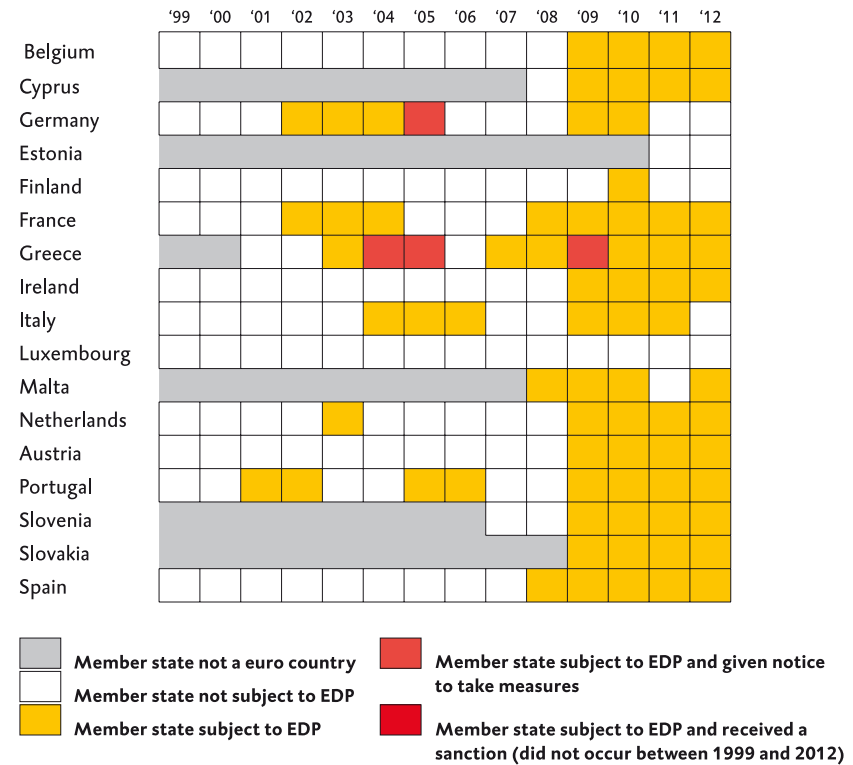 ‘99 ‘00 ‘01 ‘02 ‘03 ‘04 ‘05 ‘06 ‘07 ‘08 ‘09 ‘10 ‘11 ‘12
Belgium
Cyprus
Germany
Estonia
Finland
France
Greece
Ireland
Italy
Luxembourg
Malta
Netherlands
Austria
Portugal
Slovenia
Slovakia
Spain
Member state not a euro country
Member state not subject to EDP
Member state subject to EDP
Member state subject to EDP and given notice
to take measures
Member state subject to EDP and received a
sanction (did not occur between 1999 and 2012)